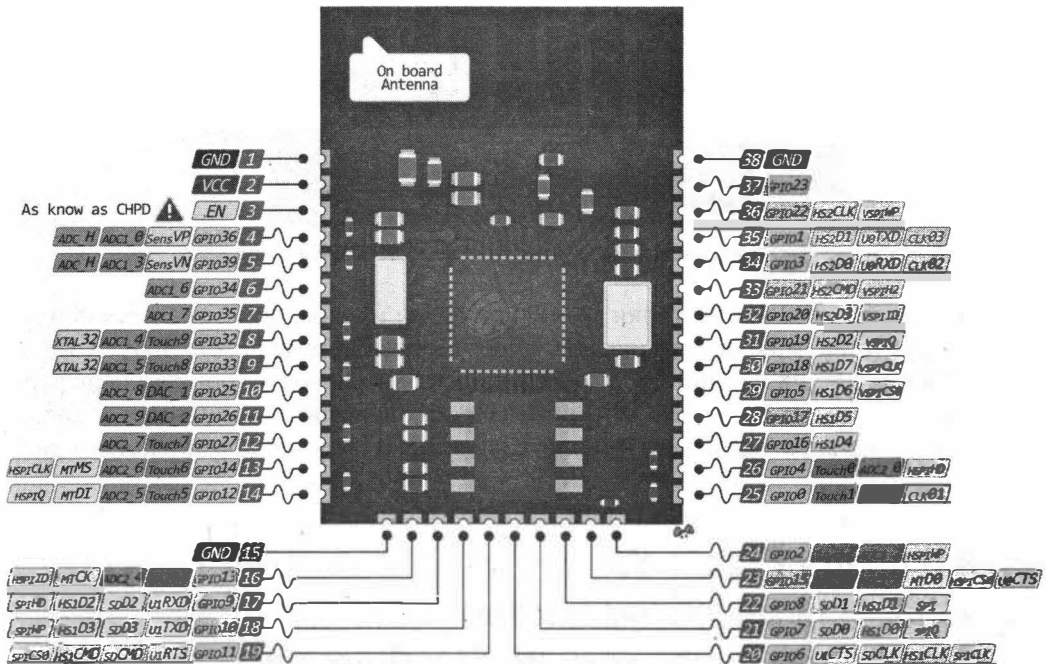 On board
Antenna
GND 1
VCC 2
As know as CHPD EN 3
ADC_H ADC1_0 SensVP GPIO36 4
ADC_H ADC1_3 SensVN GPIO39 5
ADC1_6 GPIO34 6
ADC1_7 GPIO35 7
XTAL32 ADC1_4 Touch9 GPIO32 8
XTAL32 ADC1_5 Touch8 GPIO33 9
ADC2_8 DAC_1 GPIO25 10
ADC2_9 DAC_2 GPIO26 11
ADC2_7 Touch7 GPIO27 12
HSPICLK MTMS ADC2_6 Touch6 GPIO14 13
HSPIQ MTDI ADC2_5 Touch5 GPIO12 14
GND 15
HSPIID MTCK ADC2_4 GPIO13 16
SPIHD HS1D2 SDD2 U1RXD GPIO9 17
SPIWP HS1D3 SDD3 U1TXD GPIO10 18
SPICS0 HS1CMD SDCMD U1RTS GPIO11 19
38 GND
37 GPIO23
36 GPIO22 HS2CLK VSPIWP
35 GPIO1 HS2D1 U0TXD CLK03
34 GPIO3 HS2D0 U0RXD CLK02
33 GPIO21 HS2CMD VSPIHD
32 GPIO20 HS2D3 VSPIID
31 GPIO19 HS2D2 VSPIQ
30 GPIO18 HS1D7 VSPICLK
29 GPIO5 HS1D6 VSPICS0
28 GPIO17 HS1D5
27 GPIO16 HS1D4
26 GPIO4 Touch0 ADC2_0 HSPIHD
25 GPIO0 Touch1 CLK01
24 GPIO2 HSPIWP
23 GPIO15 MTDO HSPICS0 U0CTS
22 GPIO8 SDD1 HS1D1 SPI
21 GPIO7 SDD0 HS1D0 SPIQ
20 GPIO6 U1CTS SDCLK HS1CLK SPICLK